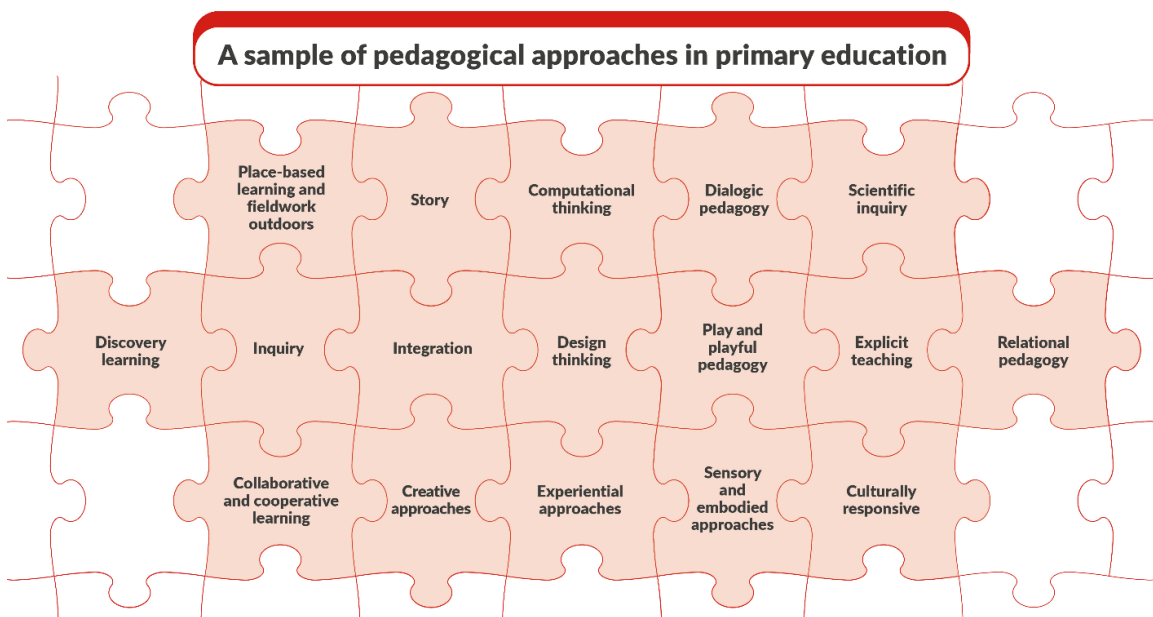 A sample of pedagogical approaches in primary education
Place-based
learning and
fieldwork
outdoors
Story
Computational
thinking
Dialogic
pedagogy
Scientific
inquiry
Discovery
learning
Inquiry
Integration
Design
thinking
Play and
playful
pedagogy
Explicit
teaching
Relational
pedagogy
Collaborative
and cooperative
learning
Creative
approaches
Experiential
approaches
Sensory
and
embodied
approaches
Culturally
responsive